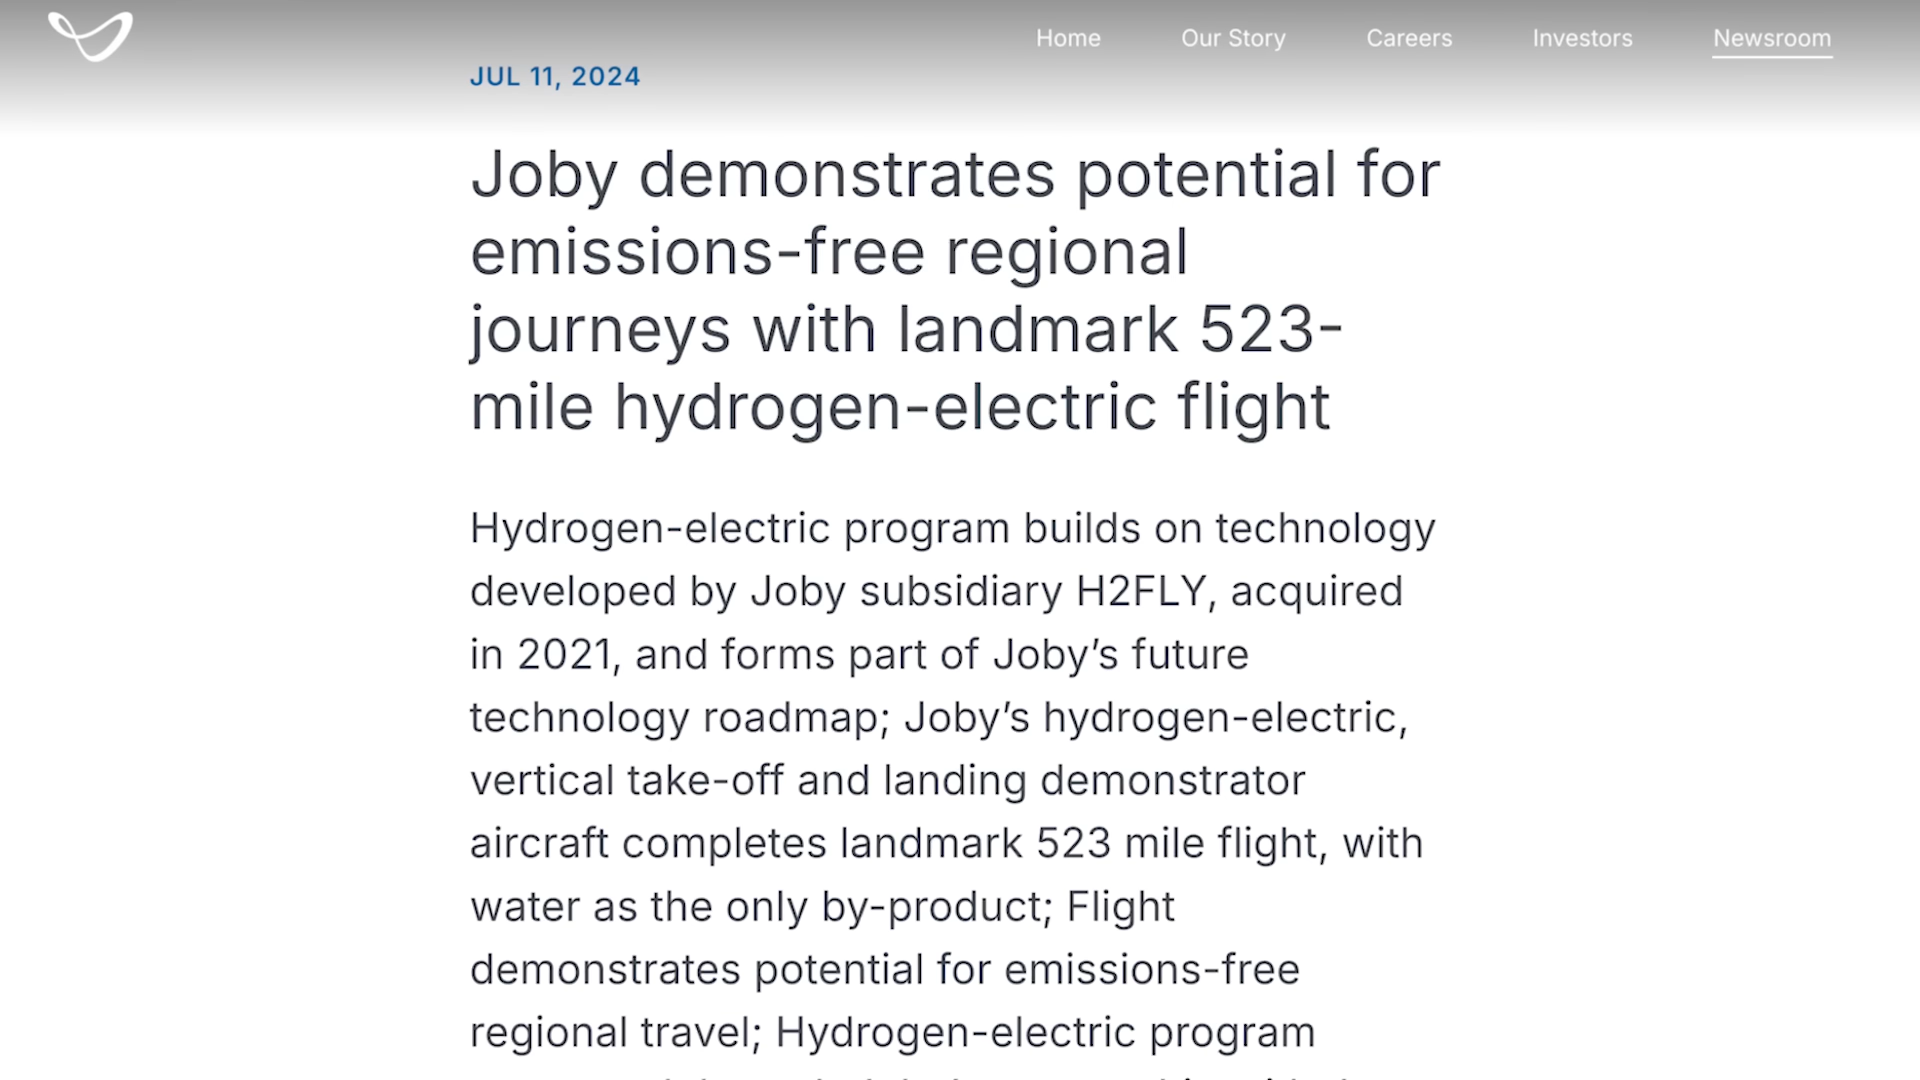 Home Our Story Careers Investors Newsroom
JUL 11, 2024
Joby demonstrates potential for
emissions-free regional
journeys with landmark 523-
mile hydrogen-electric flight
Hydrogen-electric program builds on technology
developed by Joby subsidiary H2FLY, acquired
in 2021, and forms part of Joby’s future
technology roadmap; Joby’s hydrogen-electric,
vertical take-off and landing demonstrator
aircraft completes landmark 523 mile flight, with
water as the only by-product; Flight
demonstrates potential for emissions-free
regional travel; Hydrogen-electric program